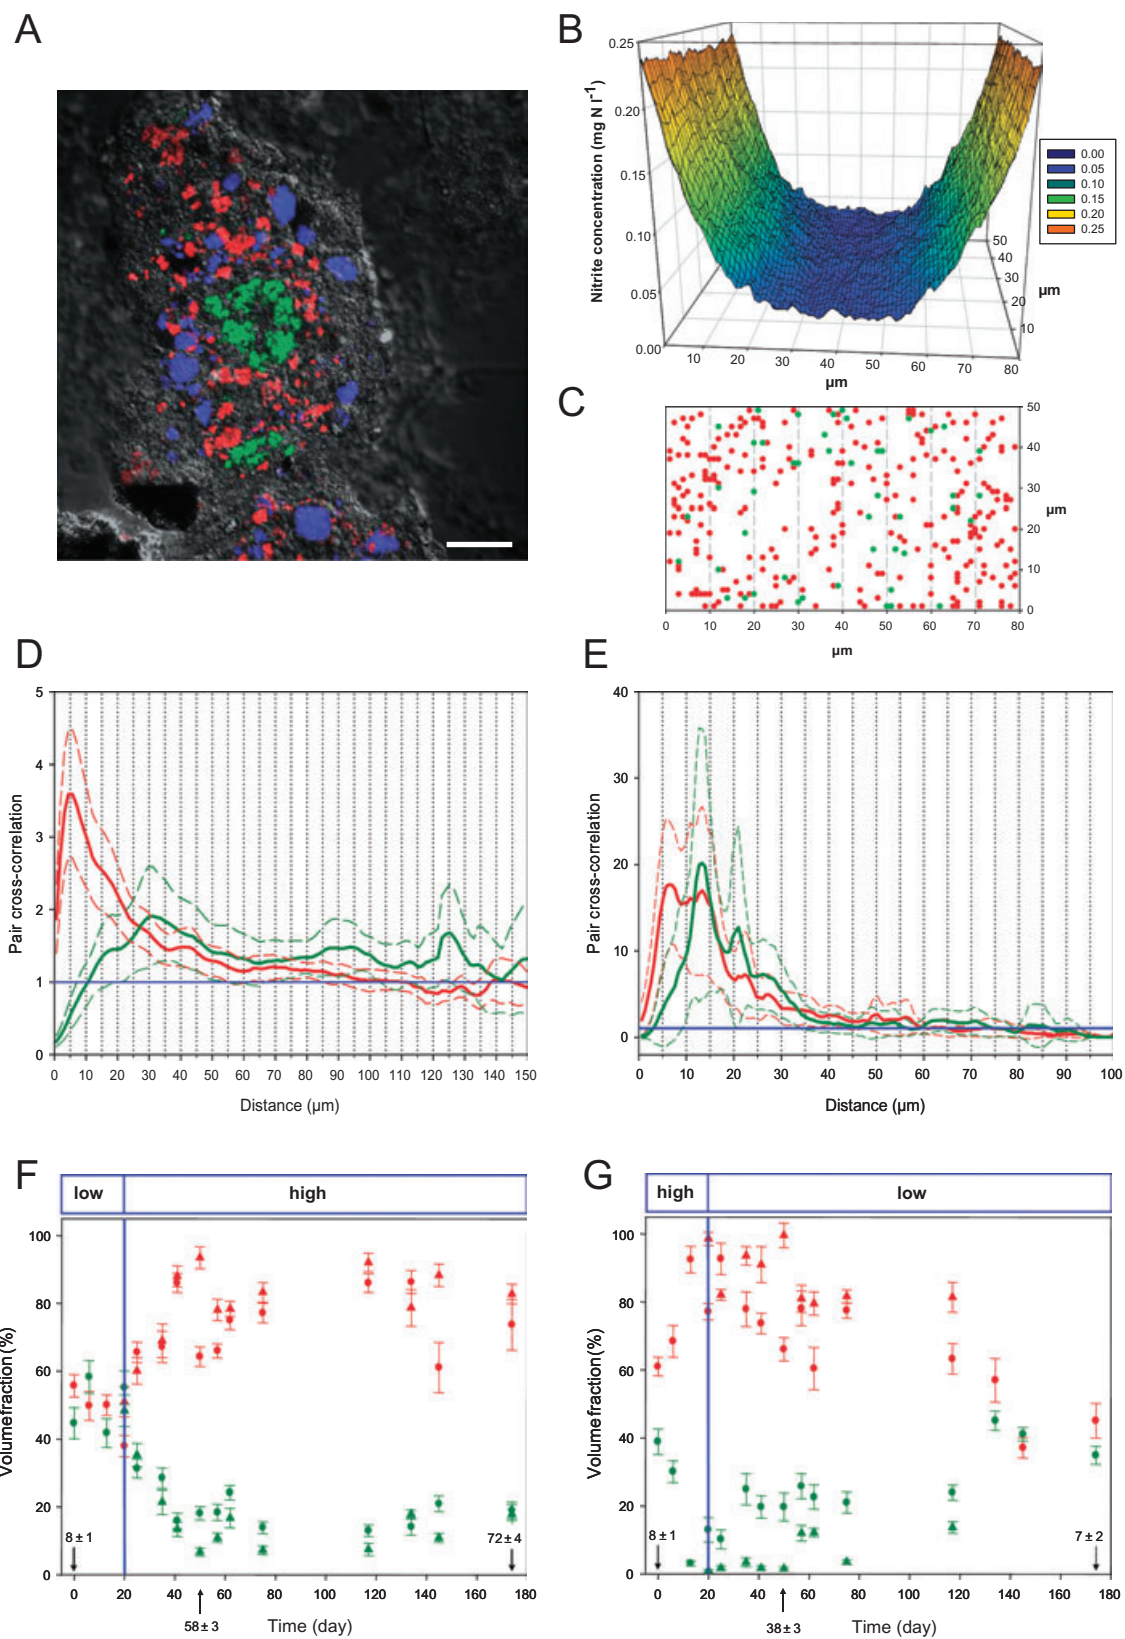 A
B
0.25
0.20
0.15
0.10
0.05
0.00
Nitrite concentration (mg N l⁻¹)
10 20 30 40 50 60 70 80
µm
50
40
30
20
10
µm
0.00
0.05
0.10
0.15
0.20
0.25
C
50
40
30
20
10
0
µm
0 10 20 30 40 50 60 70 80
µm
D
5
4
3
2
1
0
Pair cross-correlation
0 10 20 30 40 50 60 70 80 90 100 110 120 130 140 150
Distance (µm)
E
40
30
20
10
0
Pair cross-correlation
0 10 20 30 40 50 60 70 80 90 100
Distance (µm)
F
low high
100
80
60
40
20
0
Volumefraction (%)
8 ± 1
72 ± 4
0 20 40 60 80 100 120 140 160 180
58 ± 3
Time (day)
G
high low
100
80
60
40
20
0
Volumefraction (%)
8 ± 1
7 ± 2
0 20 40 60 80 100 120 140 160 180
38 ± 3
Time (day)